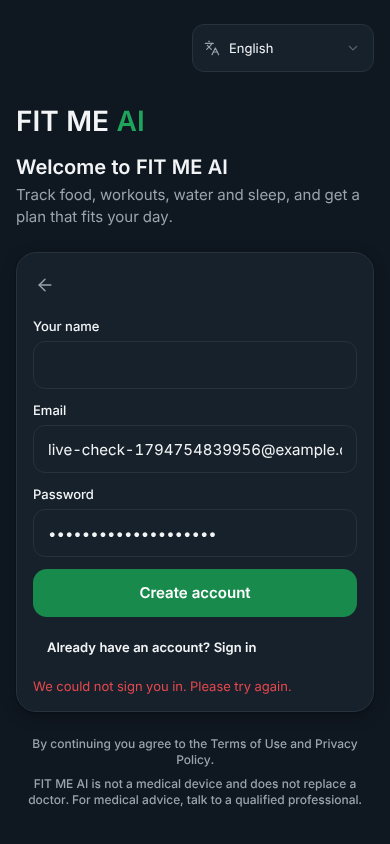 English
FIT ME AI
Welcome to FIT ME AI
Track food, workouts, water and sleep, and get a
plan that fits your day.
Your name
Email
live-check-1794754839956@example.c
Password
••••••••••••••••••••
Create account
Already have an account? Sign in
We could not sign you in. Please try again.
By continuing you agree to the Terms of Use and Privacy
Policy.
FIT ME AI is not a medical device and does not replace a
doctor. For medical advice, talk to a qualified professional.